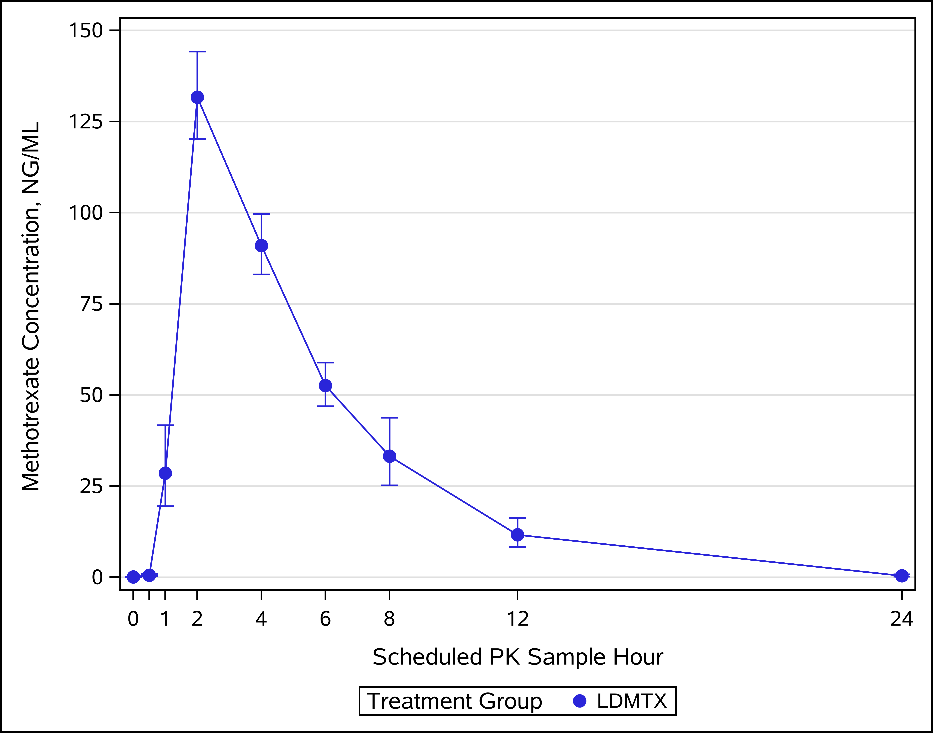 Methotrexate Concentration, NG/ML
150
125
100
75
50
25
0
0 1 2 4 6 8 12 24
Scheduled PK Sample Hour
Treatment Group LDMTX